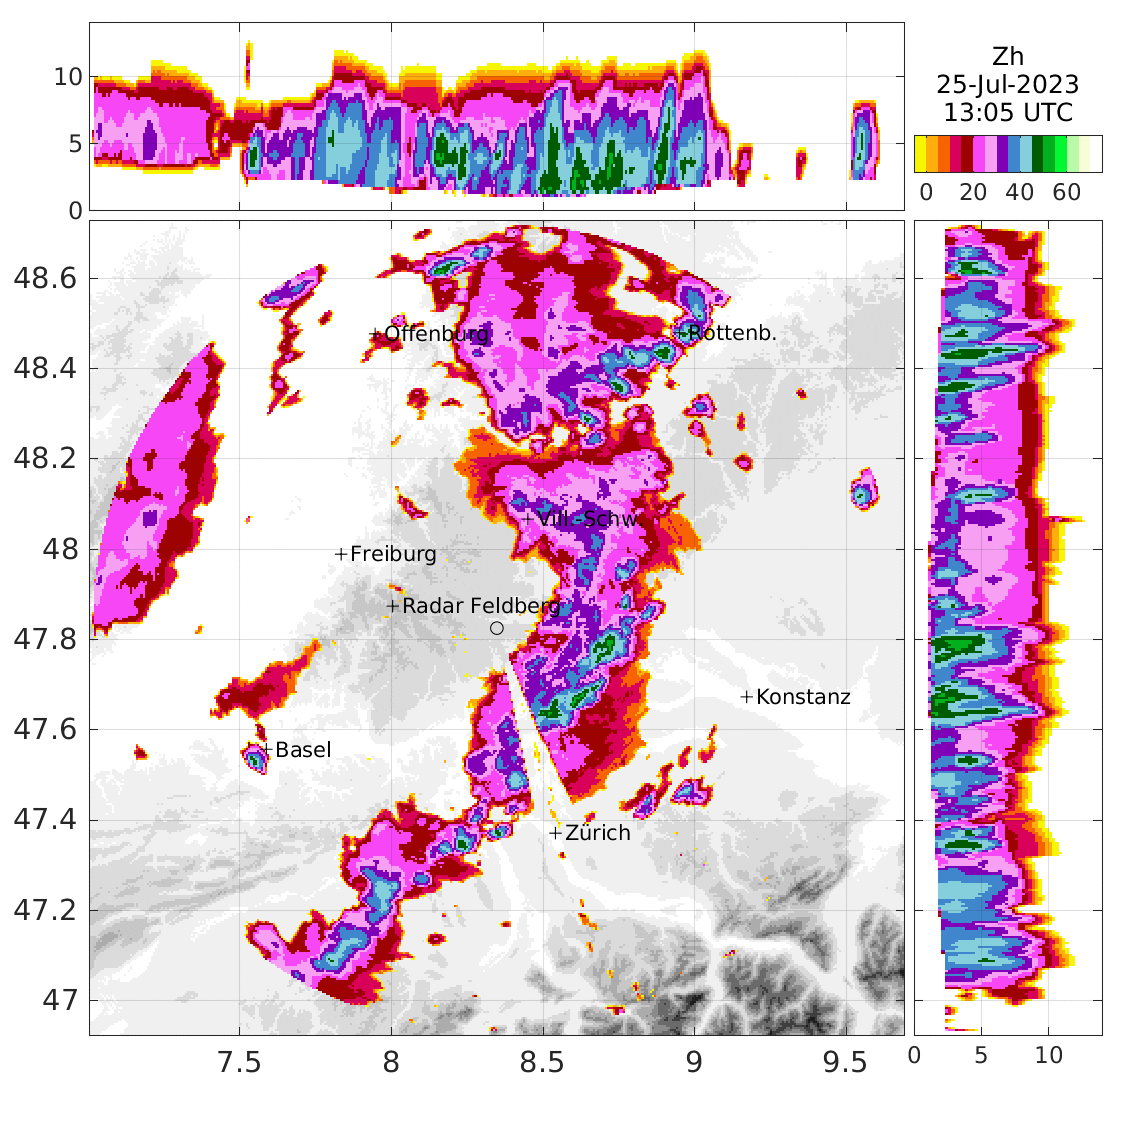 10
5
0
Zh
25-Jul-2023
13:05 UTC
0 20 40 60
48.6
48.4
48.2
48
47.8
47.6
47.4
47.2
47
+Offenburg
+Rottenb.
+Vill.-Schw.
+Freiburg
+Radar Feldberg
+Konstanz
+Basel
+Zürich
7.5 8 8.5 9 9.5
0 5 10